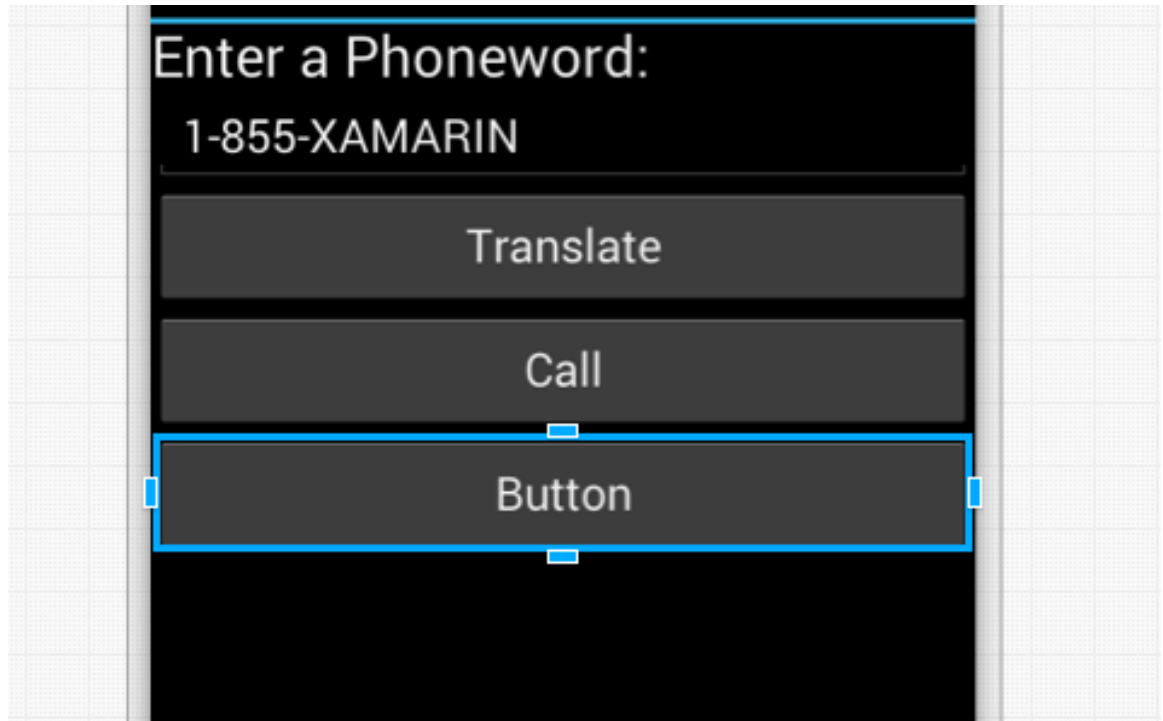 Enter a Phoneword:
1-855-XAMARIN
Translate
Call
Button